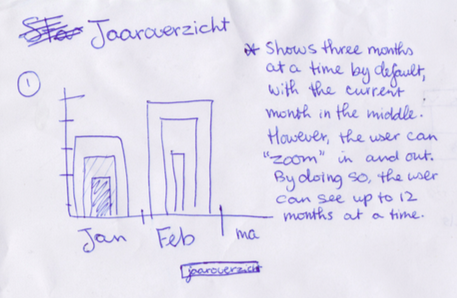 Jaaroverzicht
* Shows three months
at a time by default,
with the current
month in the middle.
However, the user can
"zoom" in and out.
By doing so, the user
can see up to 12
months at a time.
1
Jan Feb ma
jaaroverzicht